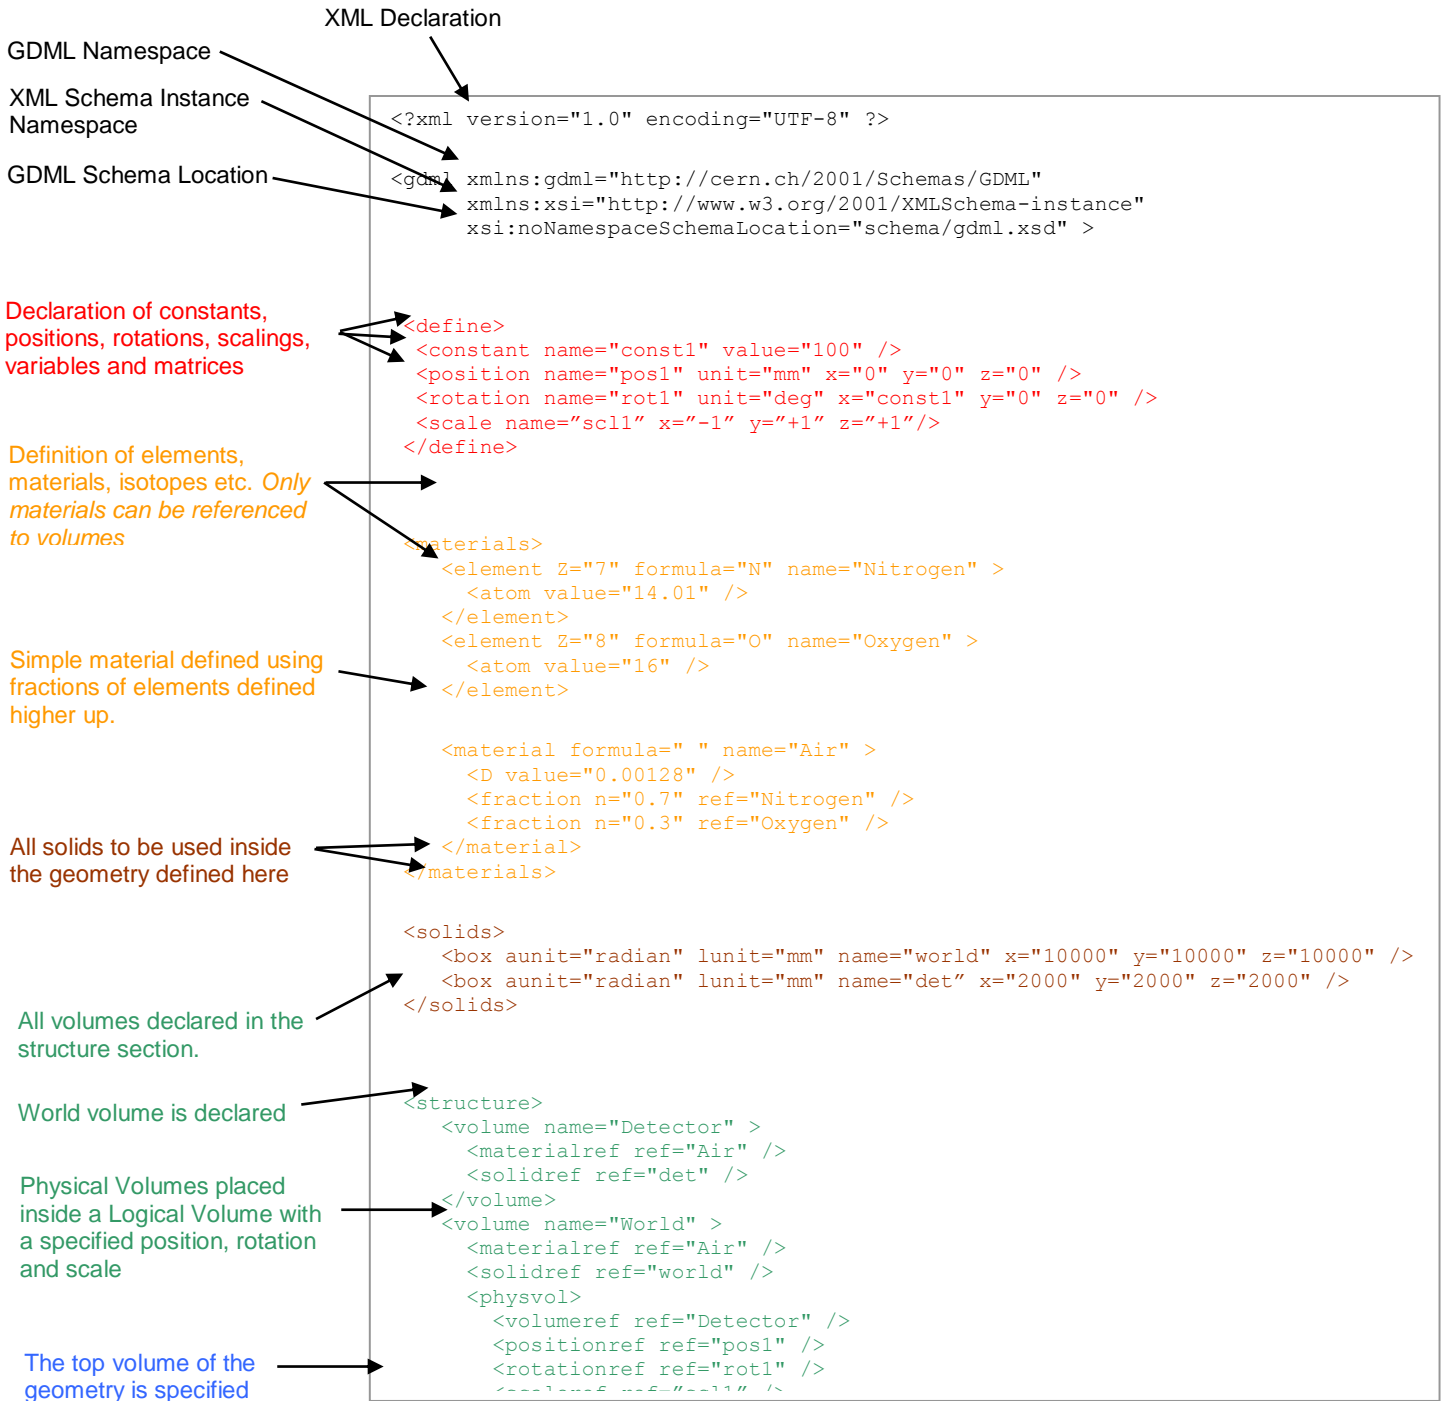 XML Declaration
GDML Namespace
XML Schema Instance
Namespace
GDML Schema Location
<?xml version="1.0" encoding="UTF-8" ?>
<gdml xmlns:gdml="http://cern.ch/2001/Schemas/GDML"
xmlns:xsi="http://www.w3.org/2001/XMLSchema-instance"
xsi:noNamespaceSchemaLocation="schema/gdml.xsd" >
Declaration of constants,
positions, rotations, scalings,
variables and matrices
<define>
<constant name="const1" value="100" />
<position name="pos1" unit="mm" x="0" y="0" z="0" />
<rotation name="rot1" unit="deg" x="const1" y="0" z="0" />
<scale name=”scl1” x=”-1” y=”+1” z=”+1”/>
</define>
Definition of elements,
materials, isotopes etc. Only
materials can be referenced
to volumes
<materials>
<element Z="7" formula="N" name="Nitrogen" >
<atom value="14.01" />
</element>
<element Z="8" formula="O" name="Oxygen" >
<atom value="16" />
</element>
Simple material defined using
fractions of elements defined
higher up.
<material formula=" " name="Air" >
<D value="0.00128" />
<fraction n="0.7" ref="Nitrogen" />
<fraction n="0.3" ref="Oxygen" />
</material>
</materials>
All solids to be used inside
the geometry defined here
<solids>
<box aunit="radian" lunit="mm" name="world" x="10000" y="10000" z="10000" />
<box aunit="radian" lunit="mm" name="det” x="2000" y="2000" z="2000" />
</solids>
All volumes declared in the
structure section.
World volume is declared
<structure>
<volume name="Detector" >
<materialref ref="Air" />
<solidref ref="det" />
</volume>
<volume name="World" >
<materialref ref="Air" />
<solidref ref="world" />
<physvol>
<volumeref ref="Detector" />
<positionref ref="pos1" />
<rotationref ref="rot1" />
<scaleref ref=”scl1” />
Physical Volumes placed
inside a Logical Volume with
a specified position, rotation
and scale
The top volume of the
geometry is specified